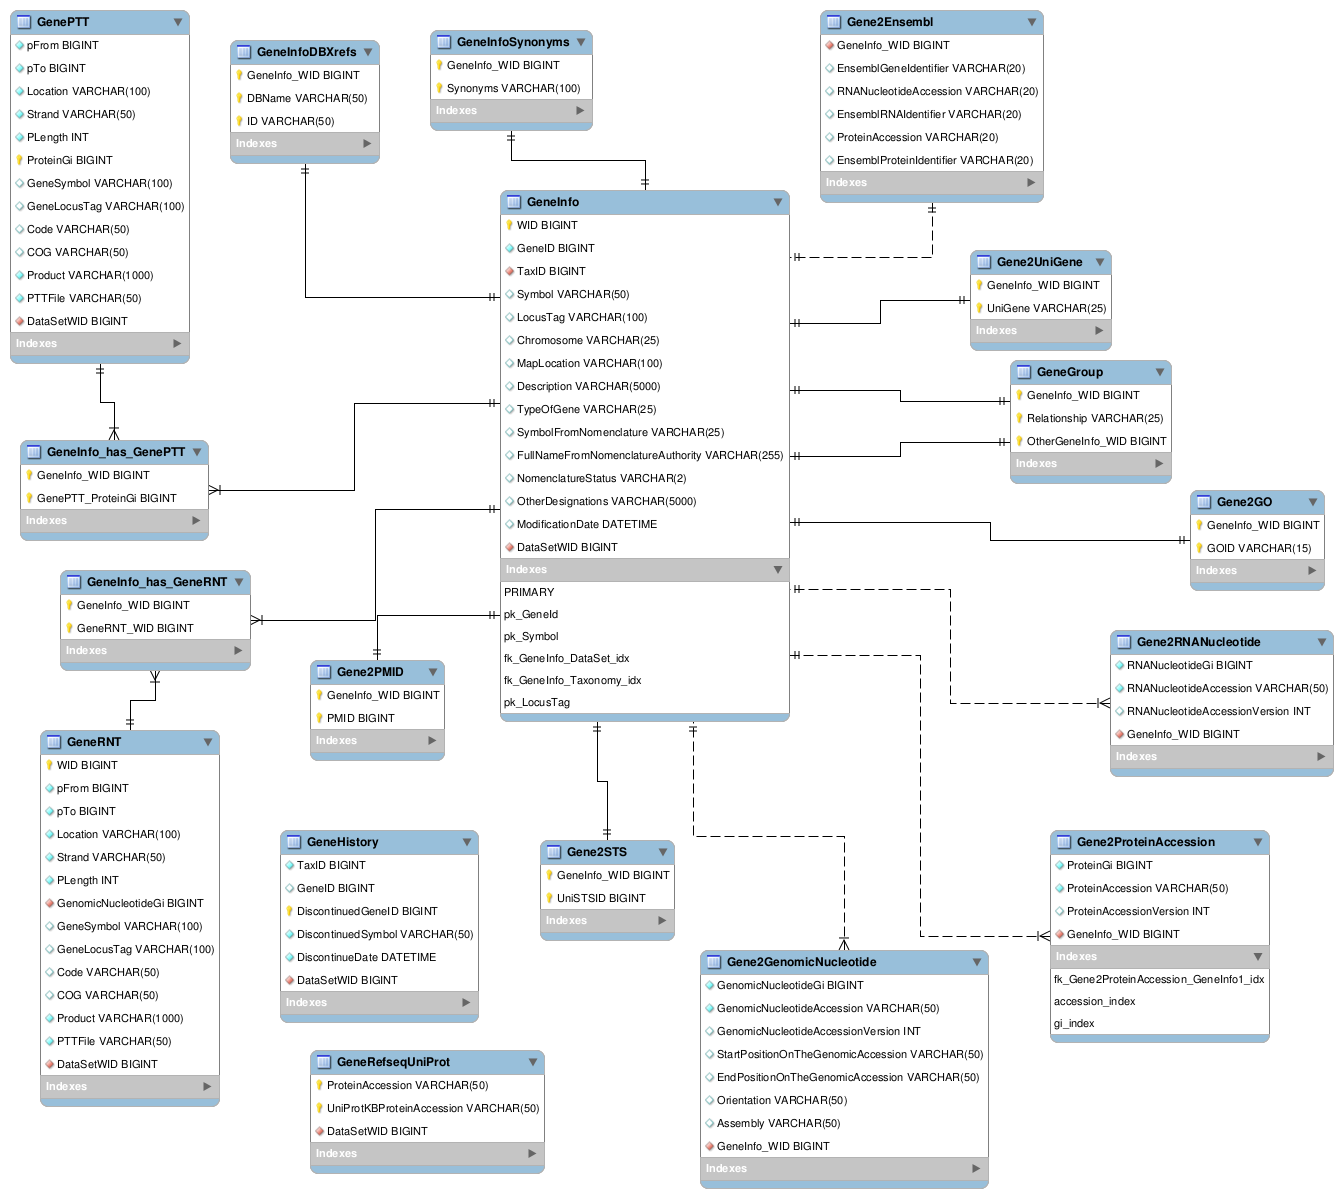 GenePTT
pFrom BIGINT
pTo BIGINT
Location VARCHAR(100)
Strand VARCHAR(50)
PLength INT
ProteinGi BIGINT
GeneSymbol VARCHAR(100)
GeneLocusTag VARCHAR(100)
Code VARCHAR(50)
COG VARCHAR(50)
Product VARCHAR(1000)
PTTFile VARCHAR(50)
DataSetWID BIGINT
Indexes
GeneInfoDBXrefs
GeneInfo_WID BIGINT
DBName VARCHAR(50)
ID VARCHAR(50)
Indexes
GeneInfoSynonyms
GeneInfo_WID BIGINT
Synonyms VARCHAR(100)
Indexes
Gene2Ensembl
GeneInfo_WID BIGINT
EnsemblGeneIdentifier VARCHAR(20)
RNANucleotideAccession VARCHAR(20)
EnsemblRNAIdentifier VARCHAR(20)
ProteinAccession VARCHAR(20)
EnsemblProteinIdentifier VARCHAR(20)
Indexes
GeneInfo
WID BIGINT
GeneID BIGINT
TaxID BIGINT
Symbol VARCHAR(50)
LocusTag VARCHAR(100)
Chromosome VARCHAR(25)
MapLocation VARCHAR(100)
Description VARCHAR(5000)
TypeOfGene VARCHAR(25)
SymbolFromNomenclature VARCHAR(25)
FullNameFromNomenclatureAuthority VARCHAR(255)
NomenclatureStatus VARCHAR(2)
OtherDesignations VARCHAR(5000)
ModificationDate DATETIME
DataSetWID BIGINT
Indexes
PRIMARY
pk_GeneId
pk_Symbol
fk_GeneInfo_DataSet_idx
fk_GeneInfo_Taxonomy_idx
pk_LocusTag
Gene2UniGene
GeneInfo_WID BIGINT
UniGene VARCHAR(25)
Indexes
GeneGroup
GeneInfo_WID BIGINT
Relationship VARCHAR(25)
OtherGeneInfo_WID BIGINT
Indexes
GeneInfo_has_GenePTT
GeneInfo_WID BIGINT
GenePTT_ProteinGi BIGINT
Indexes
Gene2GO
GeneInfo_WID BIGINT
GOID VARCHAR(15)
Indexes
GeneInfo_has_GeneRNT
GeneInfo_WID BIGINT
GeneRNT_WID BIGINT
Indexes
Gene2PMID
GeneInfo_WID BIGINT
PMID BIGINT
Indexes
Gene2RNANucleotide
RNANucleotideGi BIGINT
RNANucleotideAccession VARCHAR(50)
RNANucleotideAccessionVersion INT
GeneInfo_WID BIGINT
Indexes
GeneRNT
WID BIGINT
pFrom BIGINT
pTo BIGINT
Location VARCHAR(100)
Strand VARCHAR(50)
PLength INT
GenomicNucleotideGi BIGINT
GeneSymbol VARCHAR(100)
GeneLocusTag VARCHAR(100)
Code VARCHAR(50)
COG VARCHAR(50)
Product VARCHAR(1000)
PTTFile VARCHAR(50)
DataSetWID BIGINT
Indexes
GeneHistory
TaxID BIGINT
GeneID BIGINT
DiscontinuedGeneID BIGINT
DiscontinuedSymbol VARCHAR(50)
DiscontinueDate DATETIME
DataSetWID BIGINT
Indexes
Gene2STS
GeneInfo_WID BIGINT
UniSTSID BIGINT
Indexes
Gene2ProteinAccession
ProteinGi BIGINT
ProteinAccession VARCHAR(50)
ProteinAccessionVersion INT
GeneInfo_WID BIGINT
Indexes
fk_Gene2ProteinAccession_GeneInfo1_idx
accession_index
gi_index
Gene2GenomicNucleotide
GenomicNucleotideGi BIGINT
GenomicNucleotideAccession VARCHAR(50)
GenomicNucleotideAccessionVersion INT
StartPositionOnTheGenomicAccession VARCHAR(50)
EndPositionOnTheGenomicAccession VARCHAR(50)
Orientation VARCHAR(50)
Assembly VARCHAR(50)
GeneInfo_WID BIGINT
Indexes
GeneRefseqUniProt
ProteinAccession VARCHAR(50)
UniProtKBProteinAccession VARCHAR(50)
DataSetWID BIGINT
Indexes